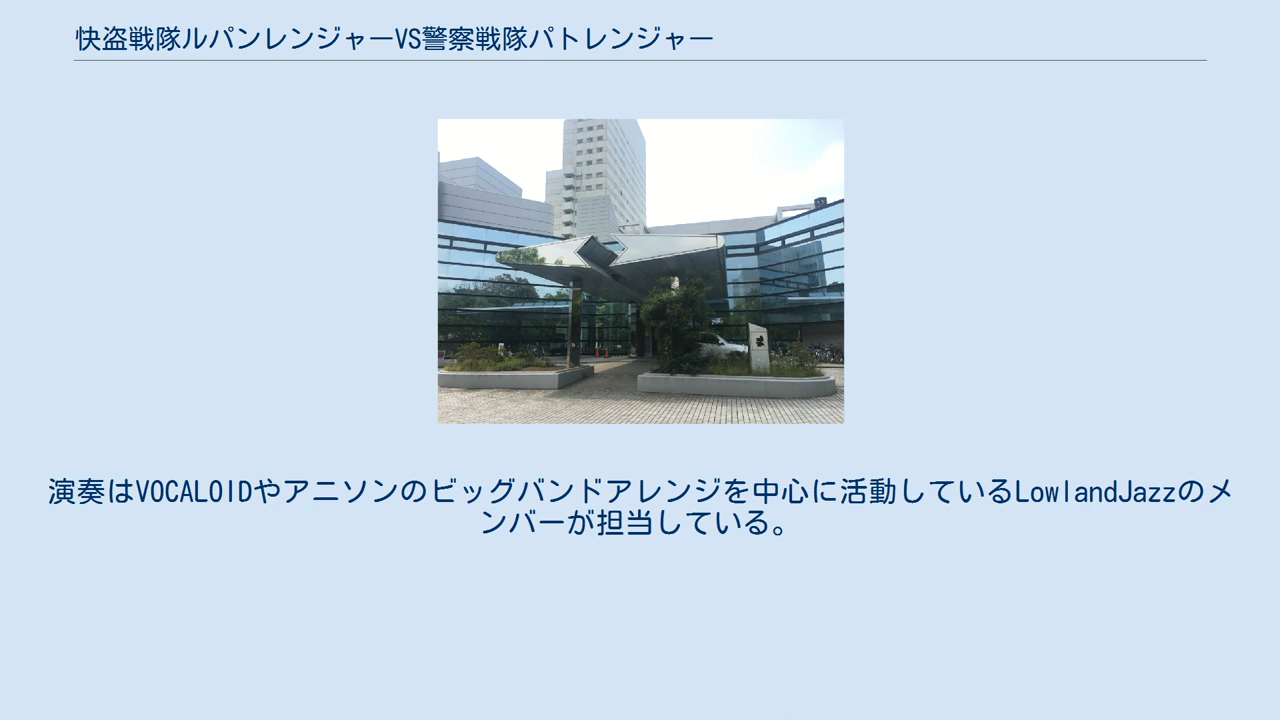 快盗戦隊ルパンレンジャーVS警察戦隊パトレンジャー
演奏はVOCALOIDやアニソンのビッグバンドアレンジを中心に活動しているLowlandJazzのメ
ンバーが担当している。